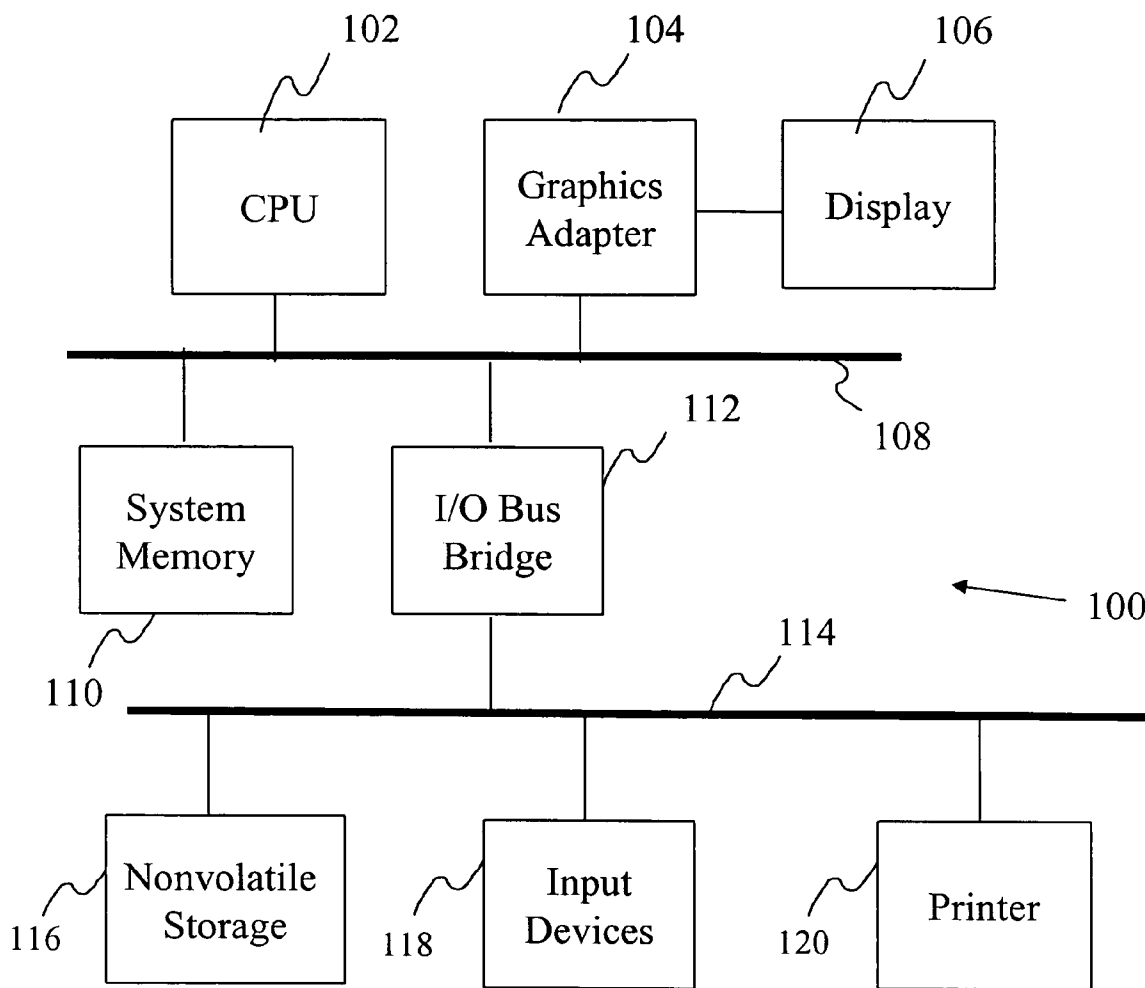 102
104
106
CPU
Graphics
Adapter
Display
108
112
System
Memory
I/O Bus
Bridge
100
110
114
Nonvolatile
Storage
Input
Devices
Printer
116
118
120